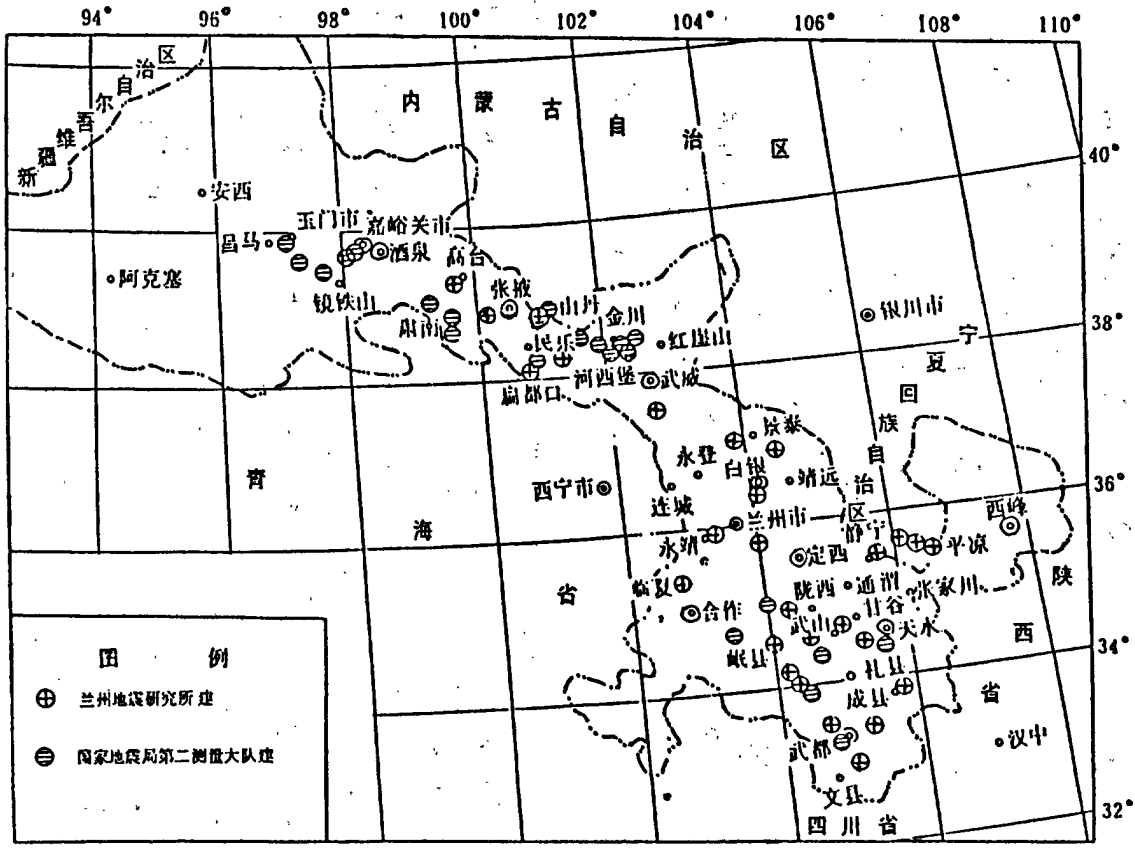 94°
96°
98°
100°
102°
104°
106°
108°
110°
新疆维吾尔自治区
内蒙古自治区
40°
安西
玉门市
嘉峪关市
昌马
酒泉
高台
阿克塞
镜铁山
张掖
山丹
金川
银川市
肃南
民乐
红崖山
38°
河西堡
武威
扁都口
宁夏回族自治区
景泰
永登
白银
靖远
青海省
西宁市
连城
36°
兰州市
西峰
静宁
永靖
定西
平凉
临夏
陇西
通渭
张家川
陕西省
合作
武山
甘谷
天水
34°
岷县
礼县
成县
图例
兰州地震研究所建
国家地震局第二测量大队建
武都
汉中
文县
32°
四川省